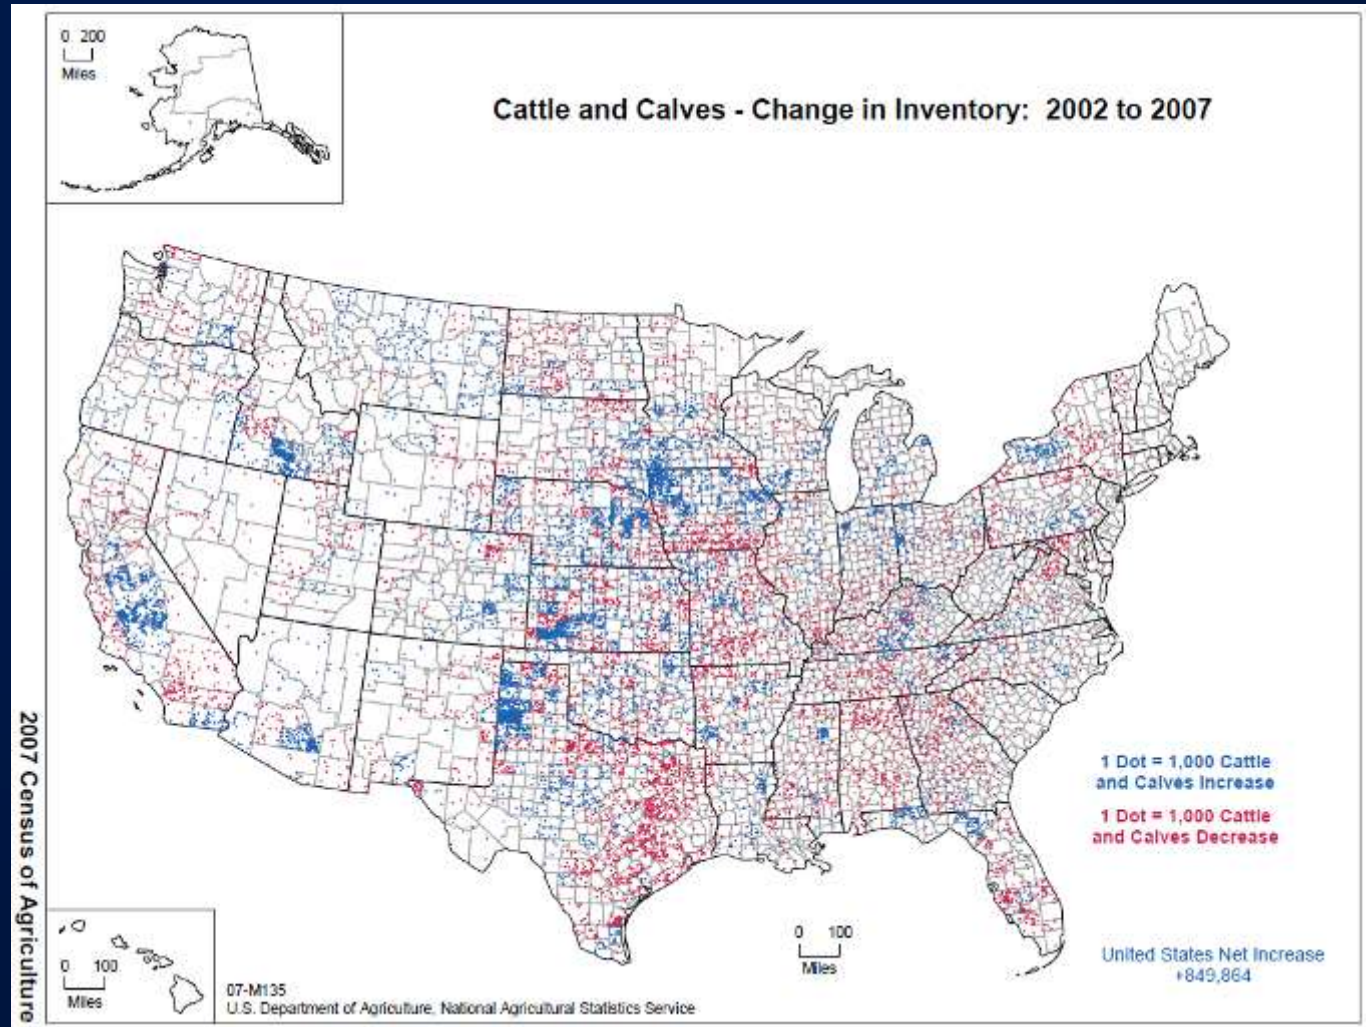 0 200
Miles
Cattle and Calves - Change in Inventory: 2002 to 2007
1 Dot = 1,000 Cattle
and Calves Increase
1 Dot = 1,000 Cattle
and Calves Decrease
0 100
Miles
United States Net Increase
+849,864
0 100
Miles
07-M135
U.S. Department of Agriculture, National Agricultural Statistics Service
2007 Census of Agriculture